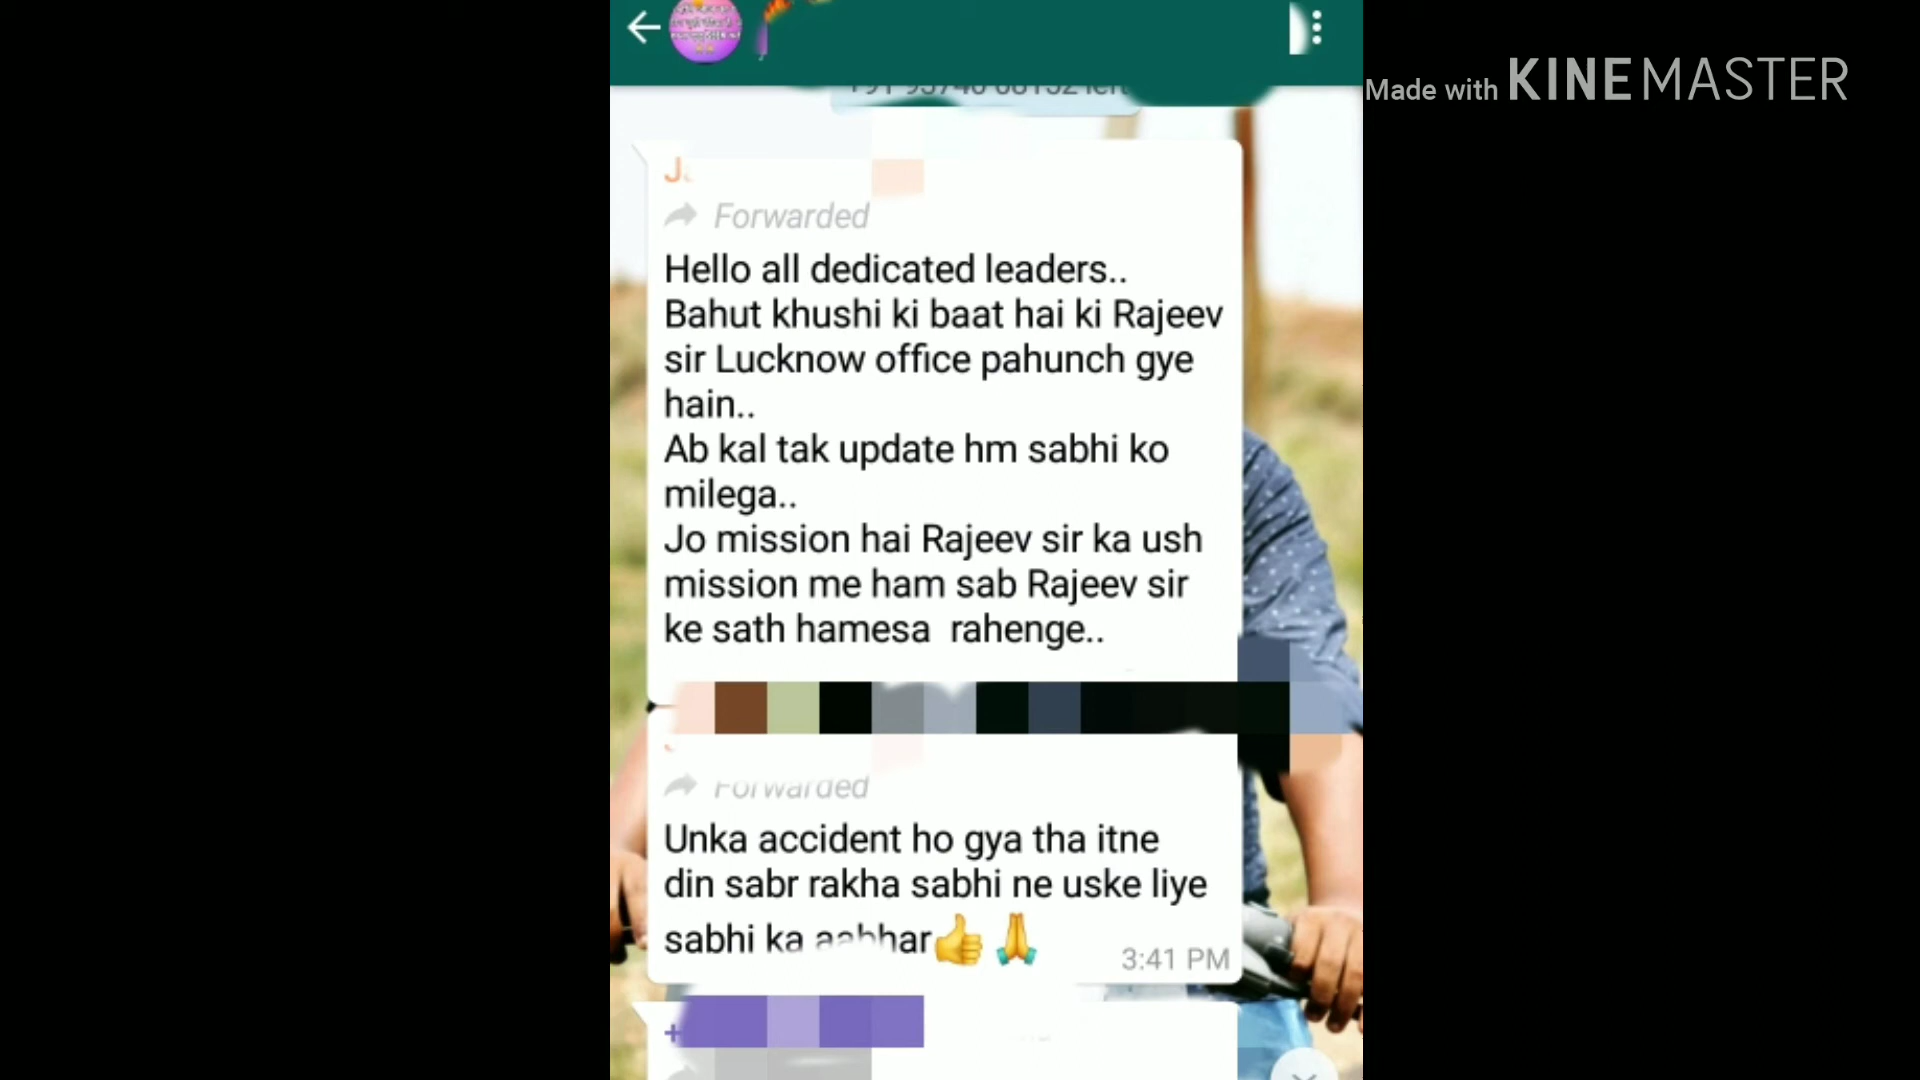 Made with KINEMASTER
left
Forwarded
Hello all dedicated leaders..
Bahut khushi ki baat hai ki Rajeev
sir Lucknow office pahunch gye
hain..
Ab kal tak update hm sabhi ko
milega..
Jo mission hai Rajeev sir ka ush
mission me ham sab Rajeev sir
ke sath hamesa rahenge..
Forwarded
Unka accident ho gya tha itne
din sabr rakha sabhi ne uske liye
sabhi ka aabhar👍🙏
3:41 PM